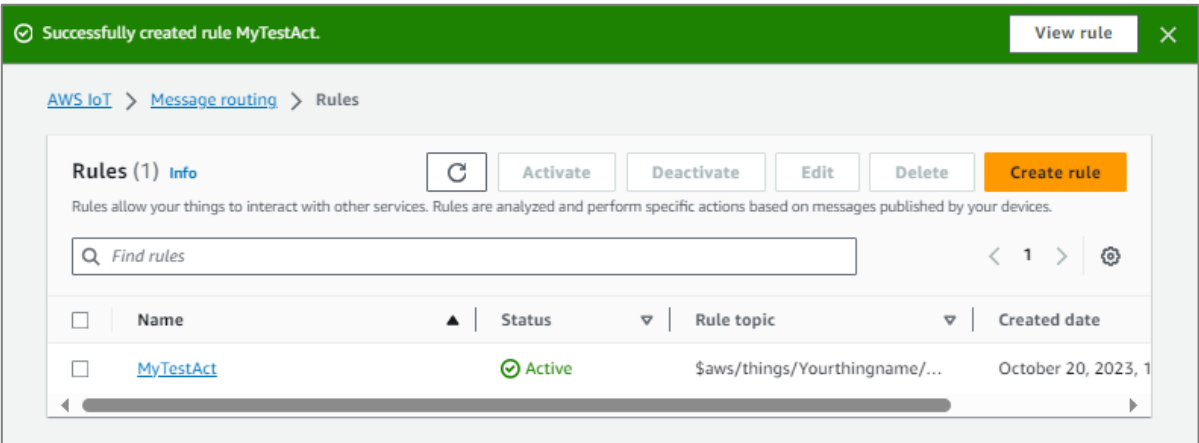 Successfully created rule MyTestAct. View rule
AWS IoT > Message routing > Rules
Rules (1) Info Activate Deactivate Edit Delete Create rule
Rules allow your things to interact with other services. Rules are analyzed and perform specific actions based on messages published by your devices.
Find rules 1
Name Status Rule topic Created date
MyTestAct Active $aws/things/Yourthingname/... October 20, 2023, 1